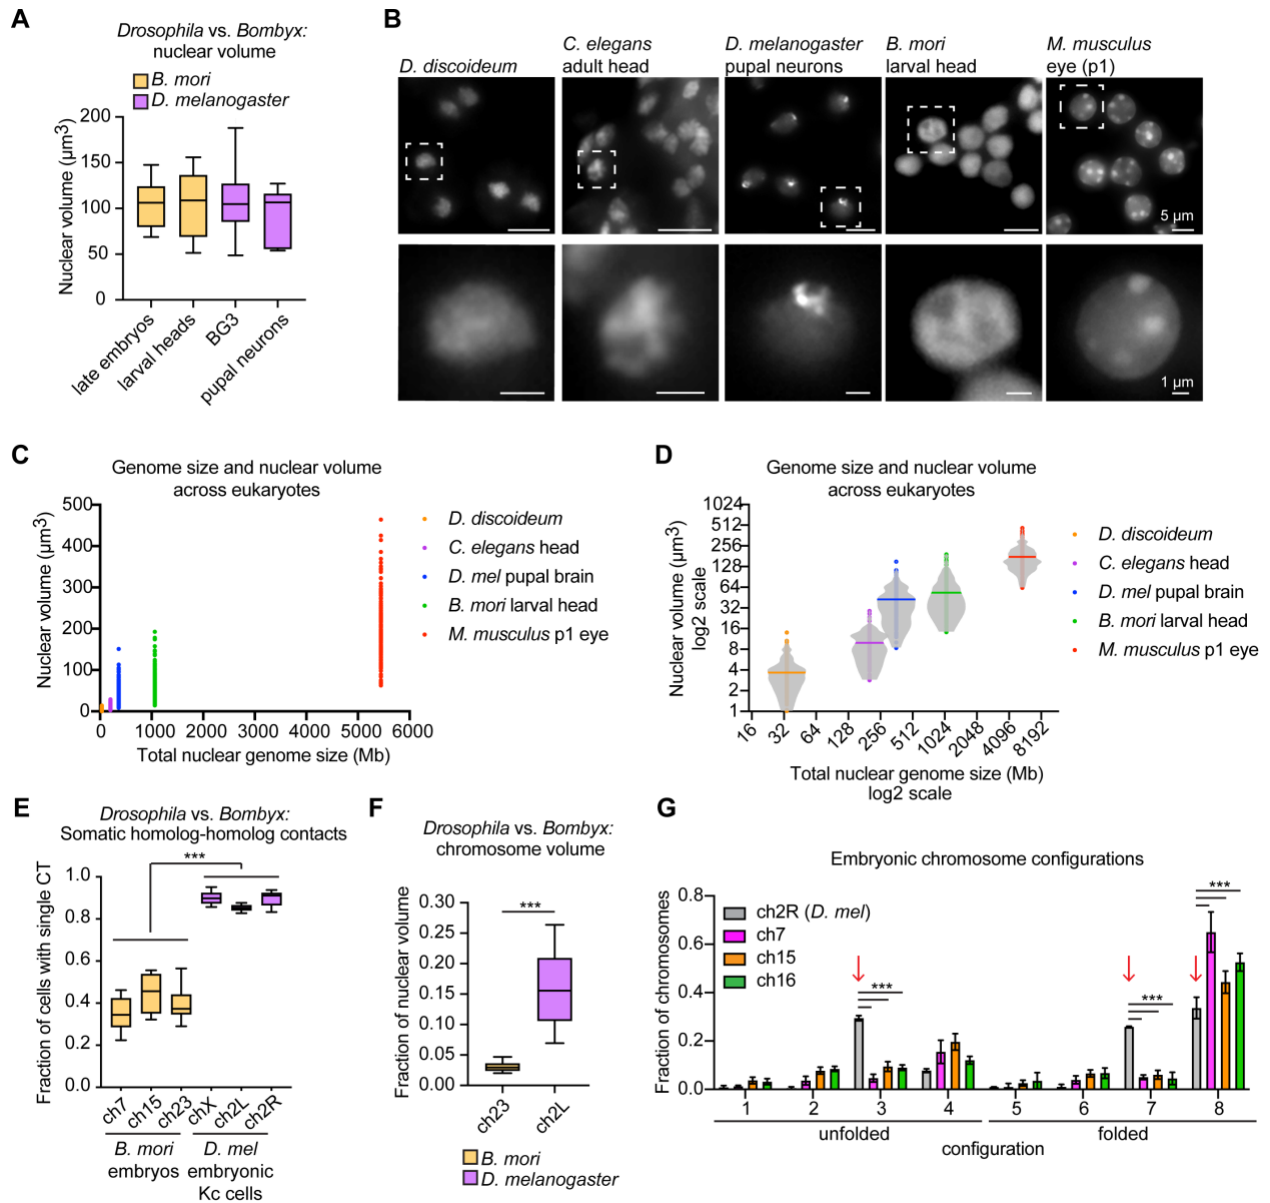 A
Drosophila vs. Bombyx:
nuclear volume
B. mori
D. melanogaster
Nuclear volume (µm3)
200
150
100
50
0
late embryos
larval heads
BG3
pupal neurons
B
D. discoideum
C. elegans
adult head
D. melanogaster
pupal neurons
B. mori
larval head
M. musculus
eye (p1)
5 µm
1 µm
C
Genome size and nuclear volume
across eukaryotes
Nuclear volume (µm3)
500
400
300
200
100
0
0 1000 2000 3000 4000 5000 6000
Total nuclear genome size (Mb)
D. discoideum
C. elegans head
D. mel pupal brain
B. mori larval head
M. musculus p1 eye
D
Genome size and nuclear volume
across eukaryotes
Nuclear volume (µm3)
log2 scale
1024
512
256
128
64
32
16
8
4
2
1
16 32 64 128 256 512 1024 2048 4096 8192
Total nuclear genome size (Mb)
log2 scale
D. discoideum
C. elegans head
D. mel pupal brain
B. mori larval head
M. musculus p1 eye
E
Drosophila vs. Bombyx:
Somatic homolog-homolog contacts
***
Fraction of cells with single CT
1.0
0.8
0.6
0.4
0.2
0.0
ch7 ch15 ch23 chX ch2L ch2R
B. mori
embryos
D. mel
embryonic
Kc cells
F
Drosophila vs. Bombyx:
chromosome volume
***
Fraction of nuclear volume
0.30
0.25
0.20
0.15
0.10
0.05
0.00
ch23 ch2L
B. mori
D. melanogaster
G
Embryonic chromosome configurations
Fraction of chromosomes
0.8
0.6
0.4
0.2
0.0
ch2R (D. mel)
ch7
ch15
ch16
***
***
***
1 2 3 4 5 6 7 8
unfolded
folded
configuration